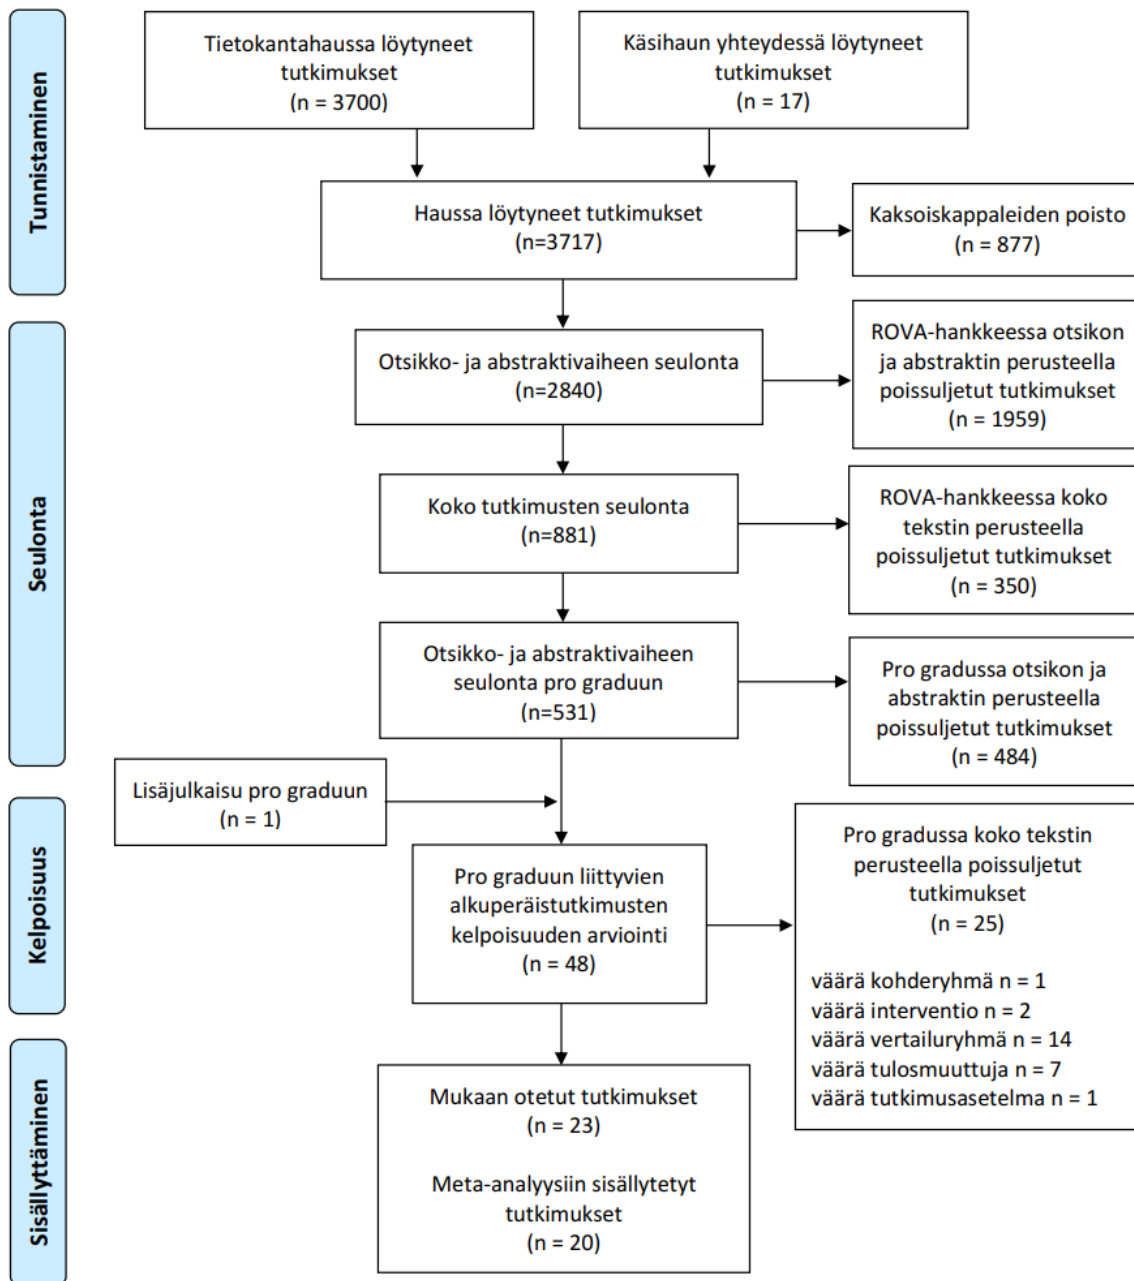 Tunnistaminen
Tietokantahaussa löytyneet
tutkimukset
(n = 3700)
Käsihaun yhteydessä löytyneet
tutkimukset
(n = 17)
Haussa löytyneet tutkimukset
(n=3717)
Kaksoiskappaleiden poisto
(n = 877)
Seulonta
Otsikko- ja abstraktivaiheen seulonta
(n=2840)
ROVA-hankkeessa otsikon
ja abstraktin perusteella
poissuljetut tutkimukset
(n = 1959)
Koko tutkimusten seulonta
(n=881)
ROVA-hankkeessa koko
tekstin perusteella
poissuljetut tutkimukset
(n = 350)
Otsikko- ja abstraktivaiheen
seulonta pro graduun
(n=531)
Pro gradussa otsikon ja
abstraktin perusteella
poissuljetut tutkimukset
(n = 484)
Lisäjulkaisu pro graduun
(n = 1)
Kelpoisuus
Pro graduun liittyvien
alkuperäistutkimusten
kelpoisuuden arviointi
(n = 48)
Pro gradussa koko tekstin
perusteella poissuljetut
tutkimukset
(n = 25)
väärä kohderyhmä n = 1
väärä interventio n = 2
väärä vertailuryhmä n = 14
väärä tulosmuuttuja n = 7
väärä tutkimusasetelma n = 1
Sisällyttäminen
Mukaan otetut tutkimukset
(n = 23)
Meta-analyysiin sisällytetyt
tutkimukset
(n = 20)